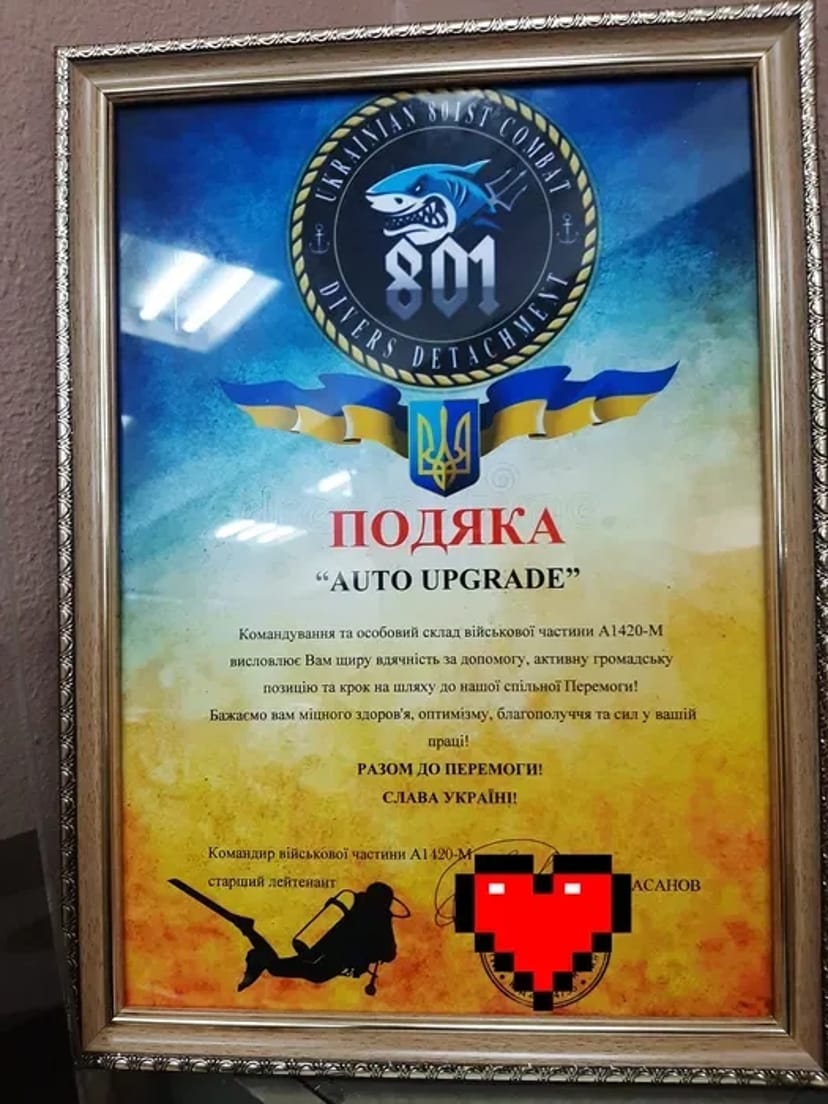 UKRAINIAN 801ST COMBAT
801
DIVERS DETACHMENT
ПОДЯКА
“AUTO UPGRADE”
Командування та особовий склад військової частини А1420-М
висловлює Вам щиру вдячність за допомогу, активну громадську
позицію та крок на шляху до нашої спільної Перемоги!
Бажаємо вам міцного здоров'я, оптимізму, благополуччя та сил у вашій
праці!
РАЗОМ ДО ПЕРЕМОГИ!
СЛАВА УКРАЇНІ!
Командир військової частини А1420-М
старший лейтенант АСАНОВ